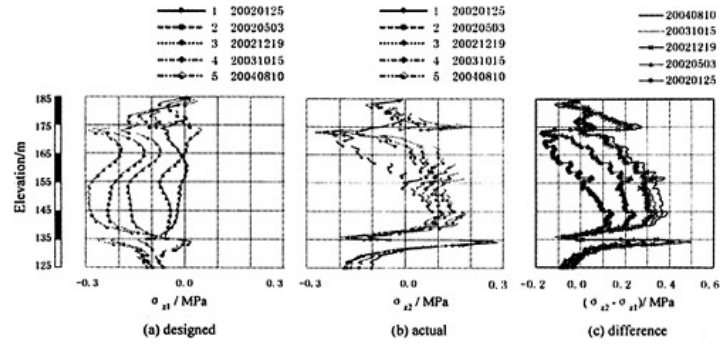 1 20020125
2 20020503
3 20021219
4 20031015
5 20040810
1 20020125
2 20020503
3 20021219
4 20031015
5 20040810
20040810
20031015
20021219
20020503
20020125
Elevation/m
185
175
165
155
145
135
125
-0.3 0.0 0.3
σz1 / MPa
(a) designed
0.0 0.3
σz2 / MPa
(b) actual
-0.2 0 0.2 0.4 0.6
(σz2 - σz1)/ MPa
(c) difference